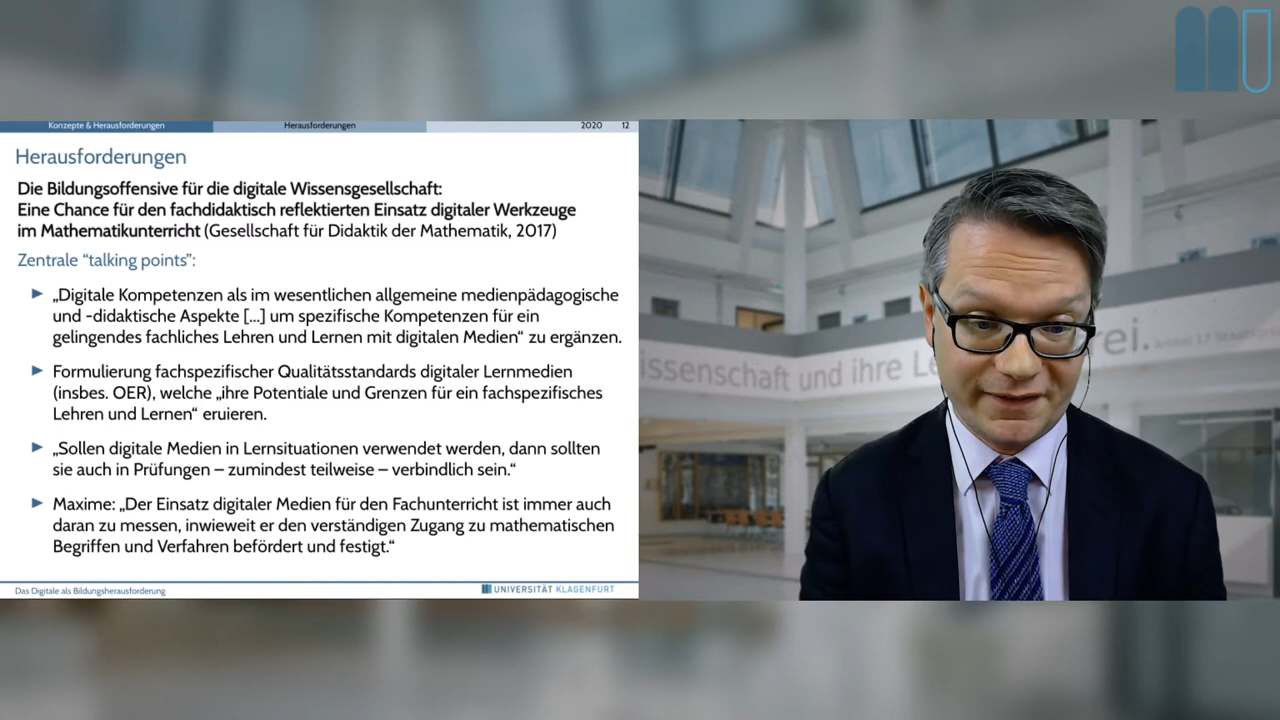 Konzepte & Herausforderungen Herausforderungen 2020 12
Herausforderungen
Die Bildungsoffensive für die digitale Wissensgesellschaft:
Eine Chance für den fachdidaktisch reflektierten Einsatz digitaler Werkzeuge
im Mathematikunterricht (Gesellschaft für Didaktik der Mathematik, 2017)
Zentrale “talking points”:
„Digitale Kompetenzen als im wesentlichen allgemeine medienpädagogische
und -didaktische Aspekte [...] um spezifische Kompetenzen für ein
gelingendes fachliches Lehren und Lernen mit digitalen Medien“ zu ergänzen.
Formulierung fachspezifischer Qualitätsstandards digitaler Lernmedien
(insbes. OER), welche „ihre Potentiale und Grenzen für ein fachspezifisches
Lehren und Lernen“ eruieren.
„Sollen digitale Medien in Lernsituationen verwendet werden, dann sollten
sie auch in Prüfungen – zumindest teilweise – verbindlich sein.“
Maxime: „Der Einsatz digitaler Medien für den Fachunterricht ist immer auch
daran zu messen, inwieweit er den verständigen Zugang zu mathematischen
Begriffen und Verfahren befördert und festigt.“
Das Digitale als Bildungsherausforderung
UNIVERSITÄT KLAGENFURT
issenschaft und ihre Le rei.